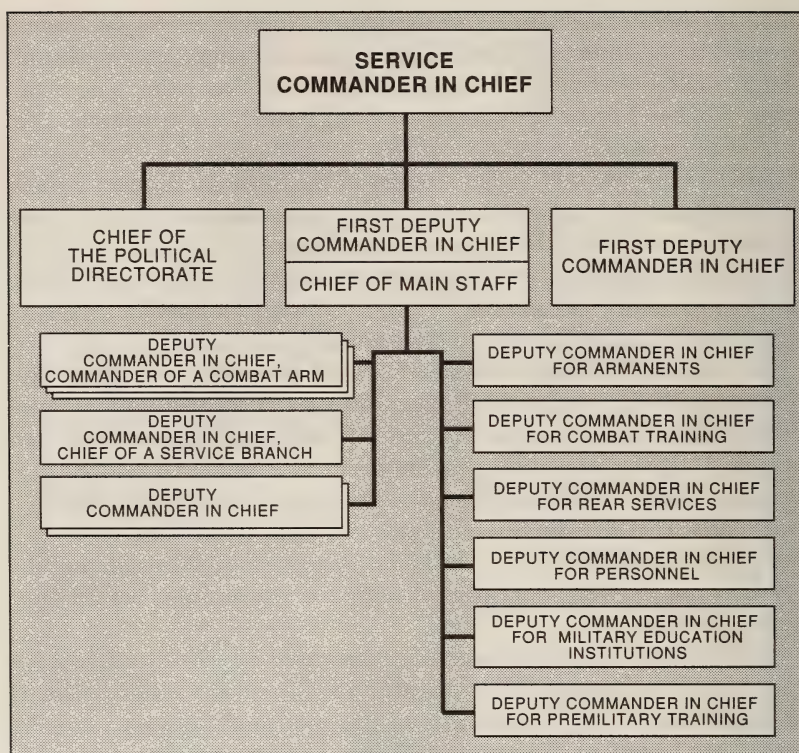 SERVICE
COMMANDER IN CHIEF
CHIEF OF
THE POLITICAL
DIRECTORATE
FIRST DEPUTY
COMMANDER IN CHIEF
CHIEF OF MAIN STAFF
FIRST DEPUTY
COMMANDER IN CHIEF
DEPUTY
COMMANDER IN CHIEF,
COMMANDER OF A COMBAT ARM
DEPUTY
COMMANDER IN CHIEF,
CHIEF OF A SERVICE BRANCH
DEPUTY
COMMANDER IN CHIEF
DEPUTY COMMANDER IN CHIEF
FOR ARMANENTS
DEPUTY COMMANDER IN CHIEF
FOR COMBAT TRAINING
DEPUTY COMMANDER IN CHIEF
FOR REAR SERVICES
DEPUTY COMMANDER IN CHIEF
FOR PERSONNEL
DEPUTY COMMANDER IN CHIEF
FOR MILITARY EDUCATION
INSTITUTIONS
DEPUTY COMMANDER IN CHIEF
FOR PREMILITARY TRAINING